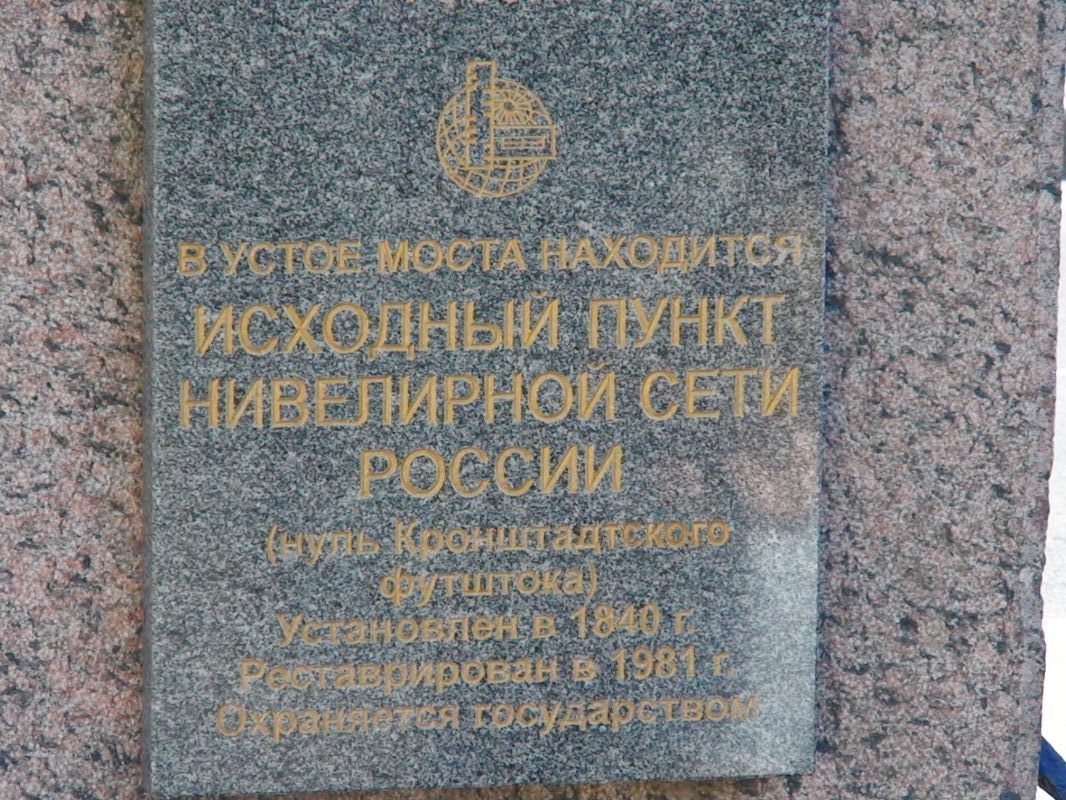 В УСТОЕ МОСТА НАХОДИТСЯ
ИСХОДНЫЙ ПУНКТ
НИВЕЛИРНОЙ СЕТИ
РОССИИ
(нуль Кронштадтского
футштока)
Установлен в 1840 г.
Реставрирован в 1981 г.
Охраняется государством